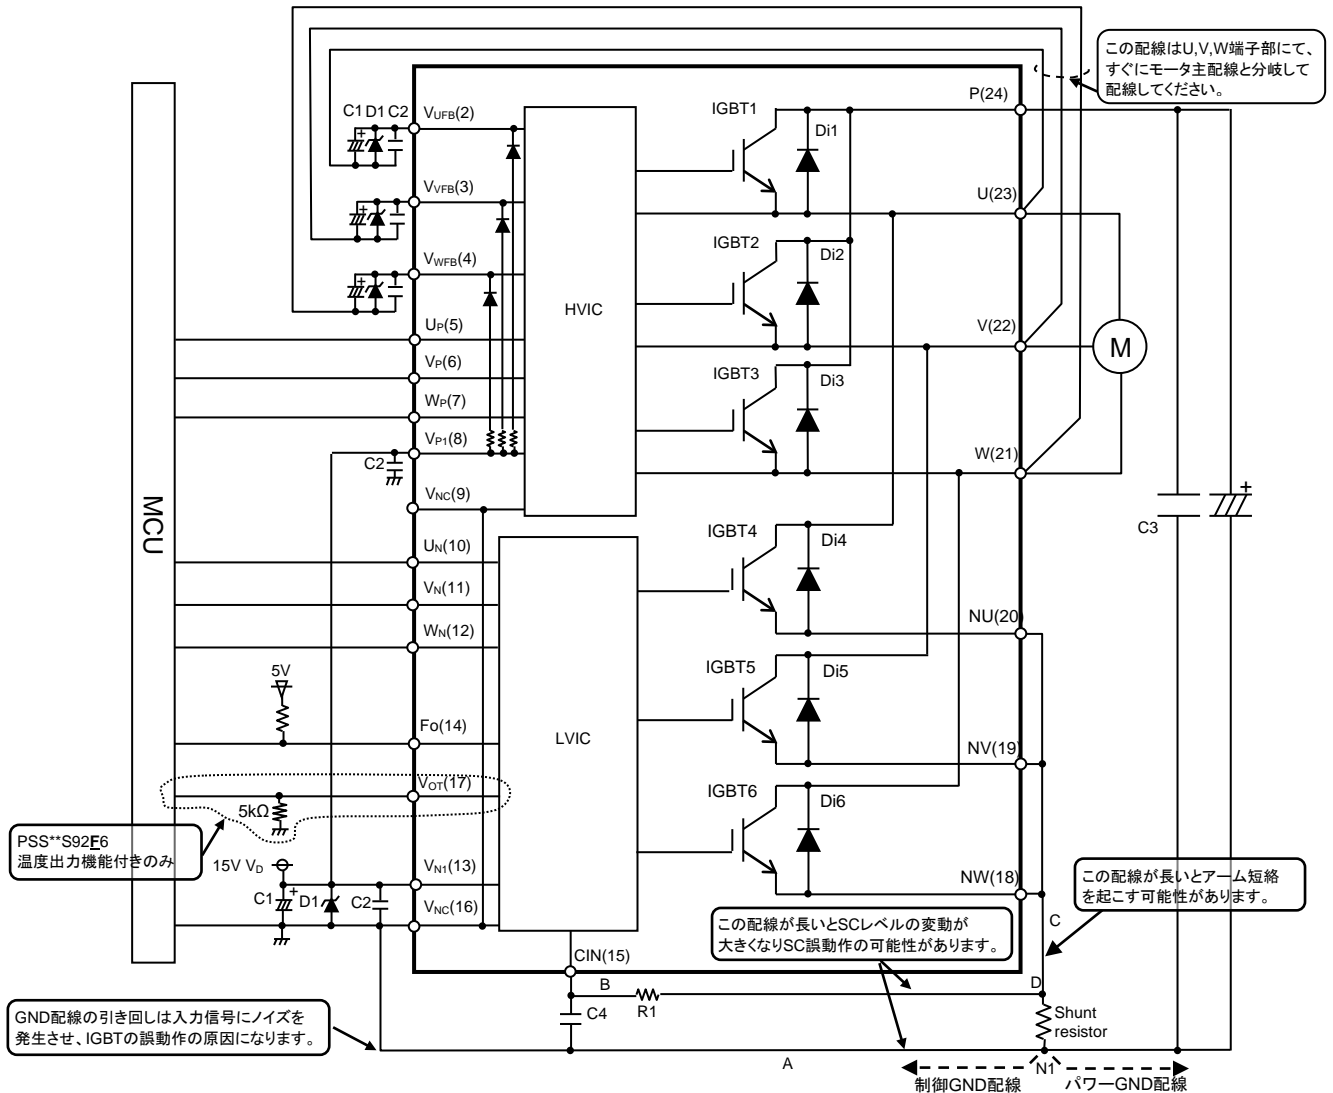 この配線はU,V,W端子部にて、
すぐにモータ主配線と分岐して
配線してください。
P(24)
IGBT1
Di1
C1 D1 C2
VUFB(2)
VVFB(3)
U(23)
IGBT2
Di2
VWFB(4)
HVIC
UP(5)
V(22)
M
VP(6)
IGBT3
Di3
WP(7)
VP1(8)
C2
W(21)
VNC(9)
MCU
+
C3
UN(10)
IGBT4
Di4
VN(11)
NU(20)
WN(12)
5V
IGBT5
Di5
Fo(14)
LVIC
NV(19)
VOT(17)
5kΩ
IGBT6
Di6
PSS**S92F6
温度出力機能付きのみ
15V VD
VN1(13)
NW(18)
この配線が長いとアーム短絡
を起こす可能性があります。
C1
+
D1
C2
VNC(16)
この配線が長いとSCレベルの変動が
大きくなりSC誤動作の可能性があります。
C
CIN(15)
B
D
R1
C4
Shunt
resistor
GND配線の引き回しは入力信号にノイズを
発生させ、IGBTの誤動作の原因になります。
A
N1
制御GND配線
パワーGND配線